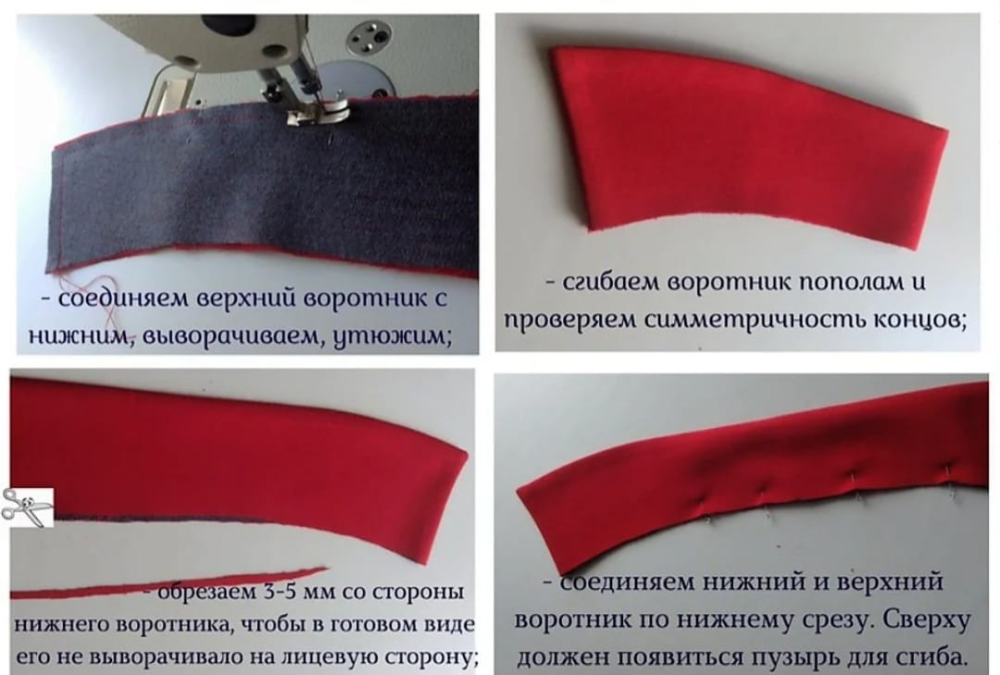 - соединяем верхний воротник с
нижним, выворачиваем, утюжим;
- сгибаем воротник пополам и
проверяем симметричность концов;
- обрезаем 3-5 мм со стороны
нижнего воротника, чтобы в готовом виде
его не выворачивало на лицевую сторону;
- соединяем нижний и верхний
воротник по нижнему срезу. Сверху
должен появиться пузырь для сгиба.